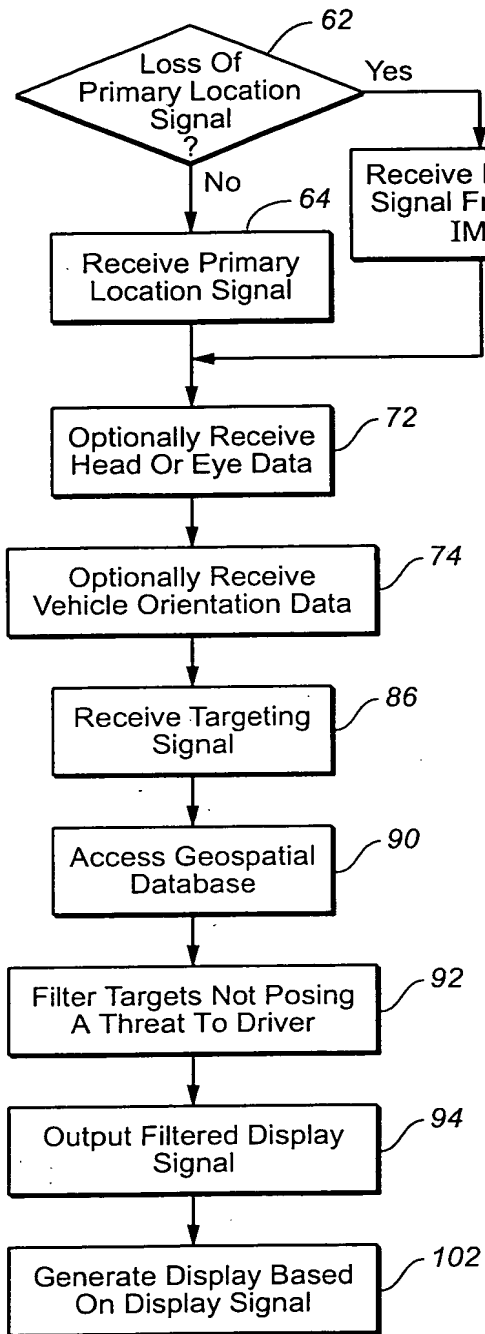 62
Loss Of
Primary Location
Signal
?
Yes
No
Receive
Signal
64
Receive Primary
Location Signal
72
Optionally Receive
Head Or Eye Data
74
Optionally Receive
Vehicle Orientation Data
86
Receive Targeting
Signal
90
Access Geospatial
Database
92
Filter Targets Not Posing
A Threat To Driver
94
Output Filtered Display
Signal
102
Generate Display Based
On Display Signal